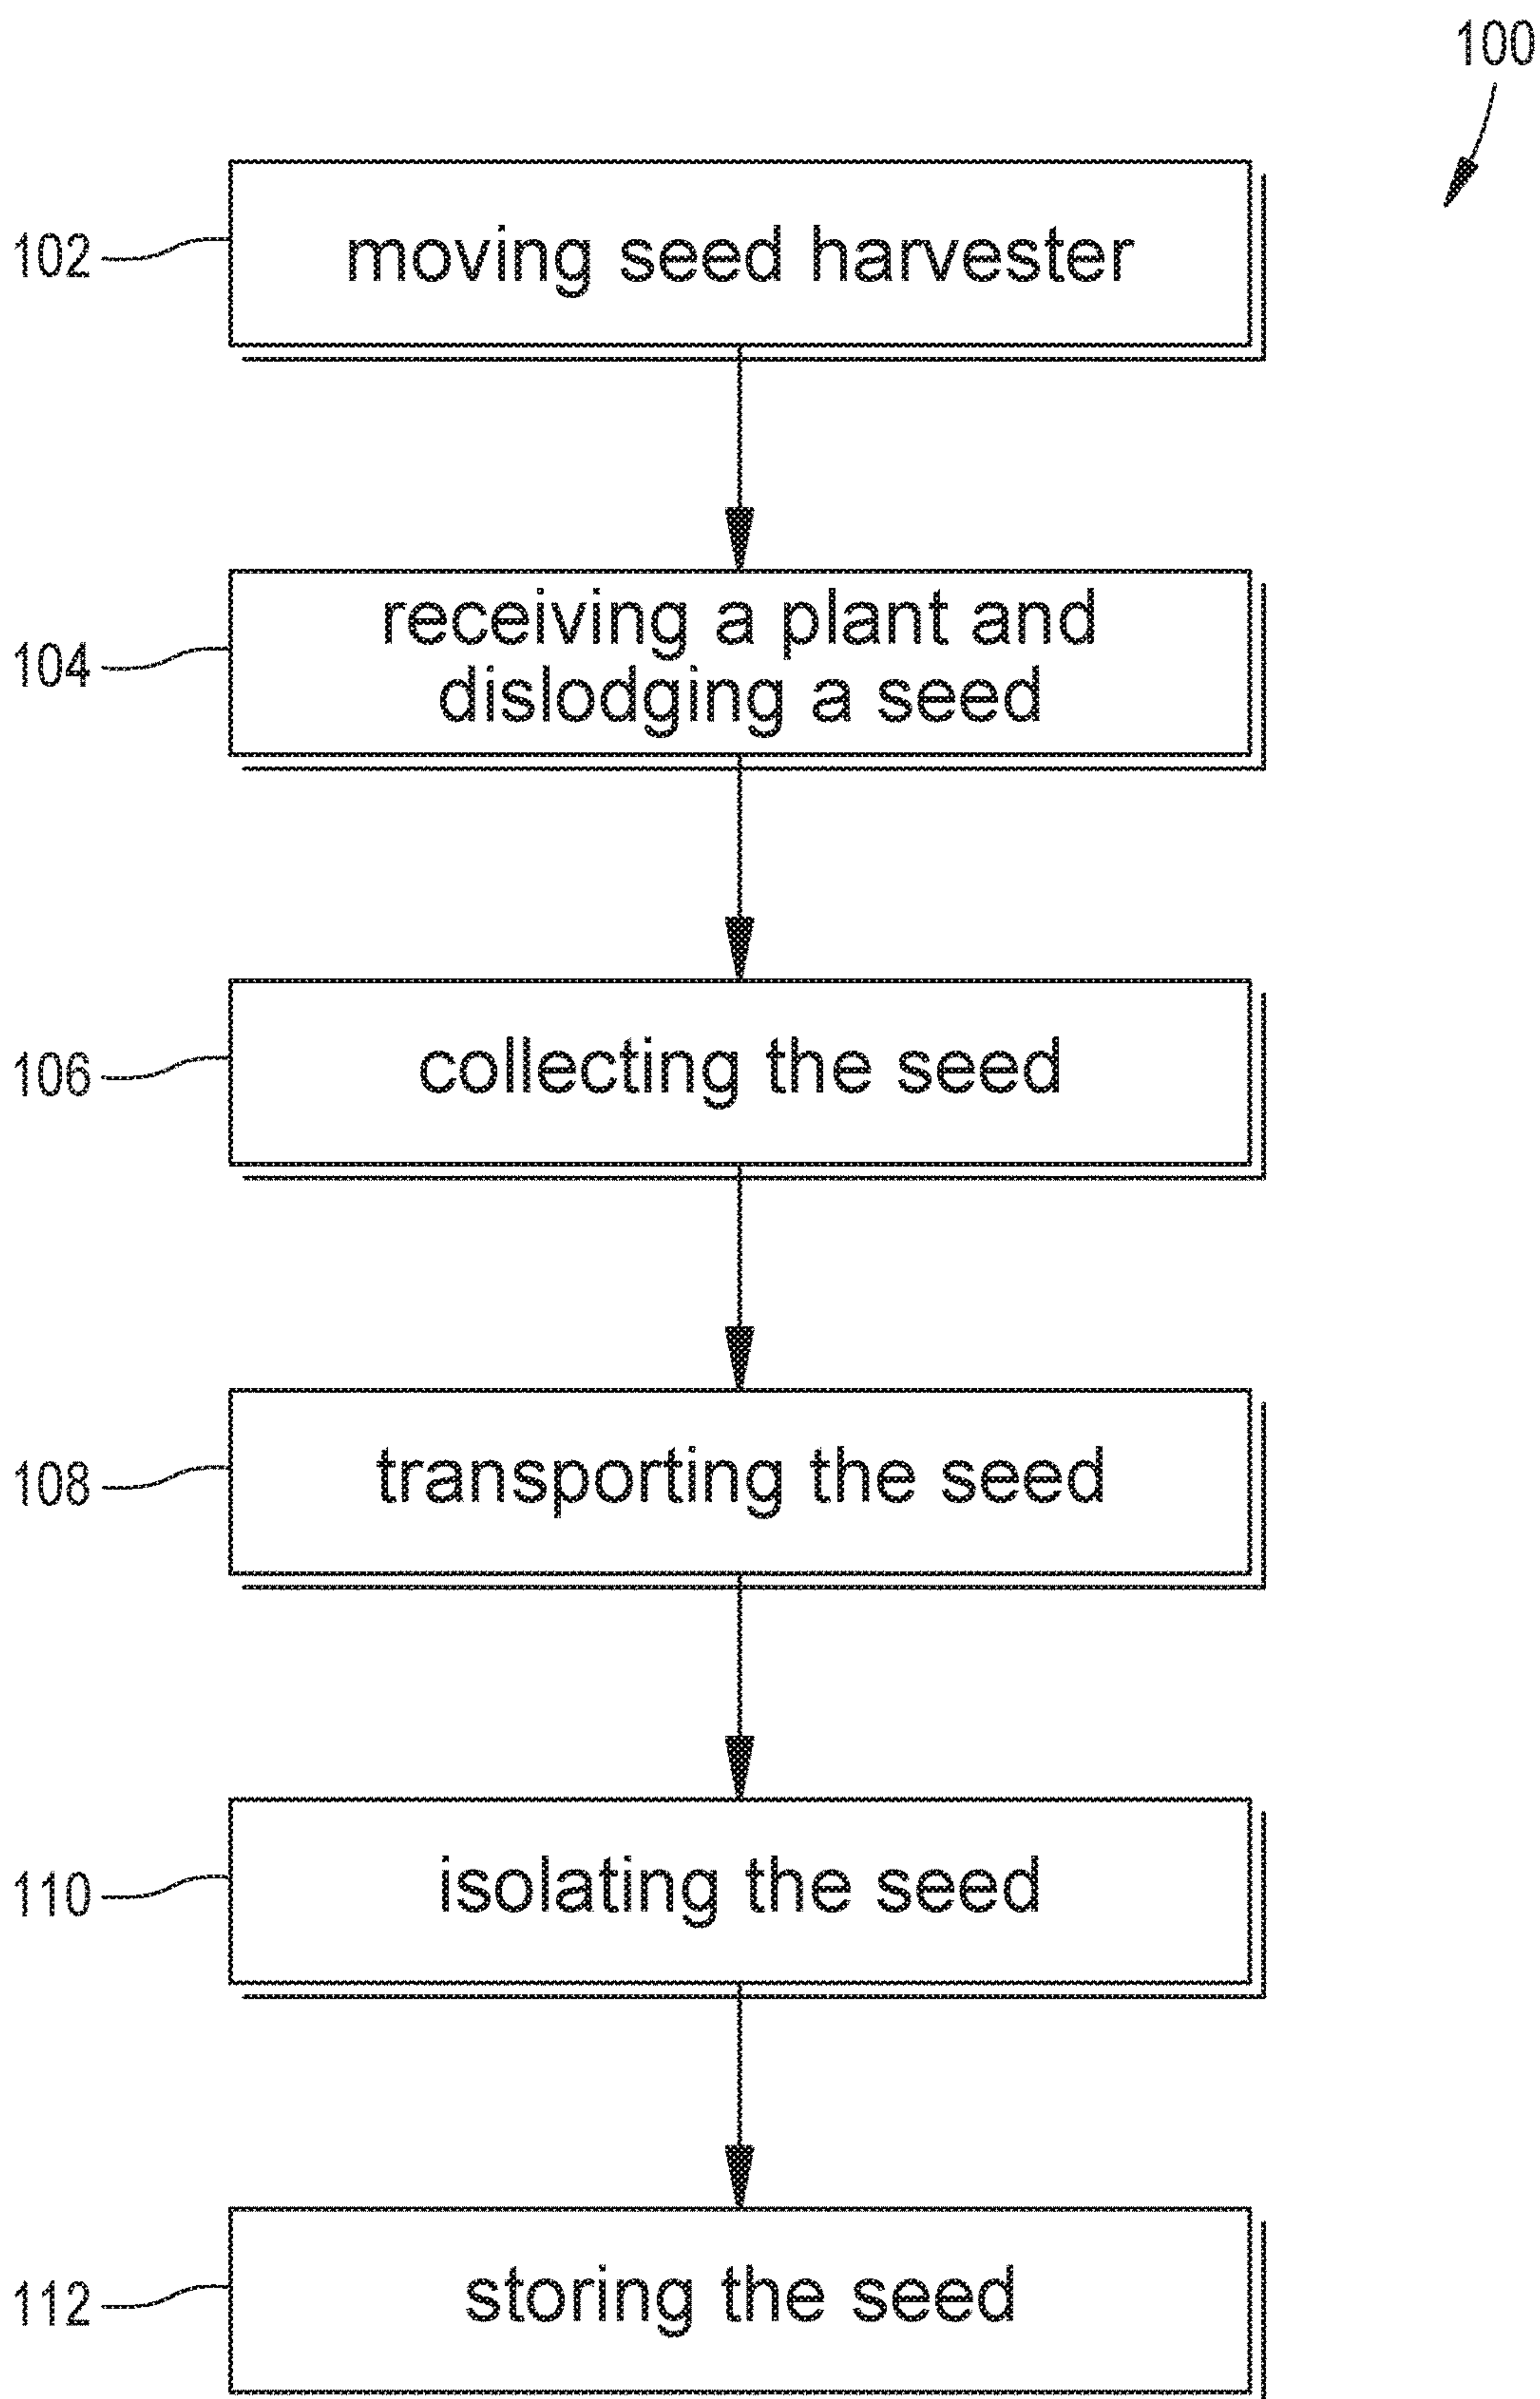 100
102
moving seed harvester
104
receiving a plant and
dislodging a seed
106
collecting the seed
108
transporting the seed
110
isolating the seed
112
storing the seed